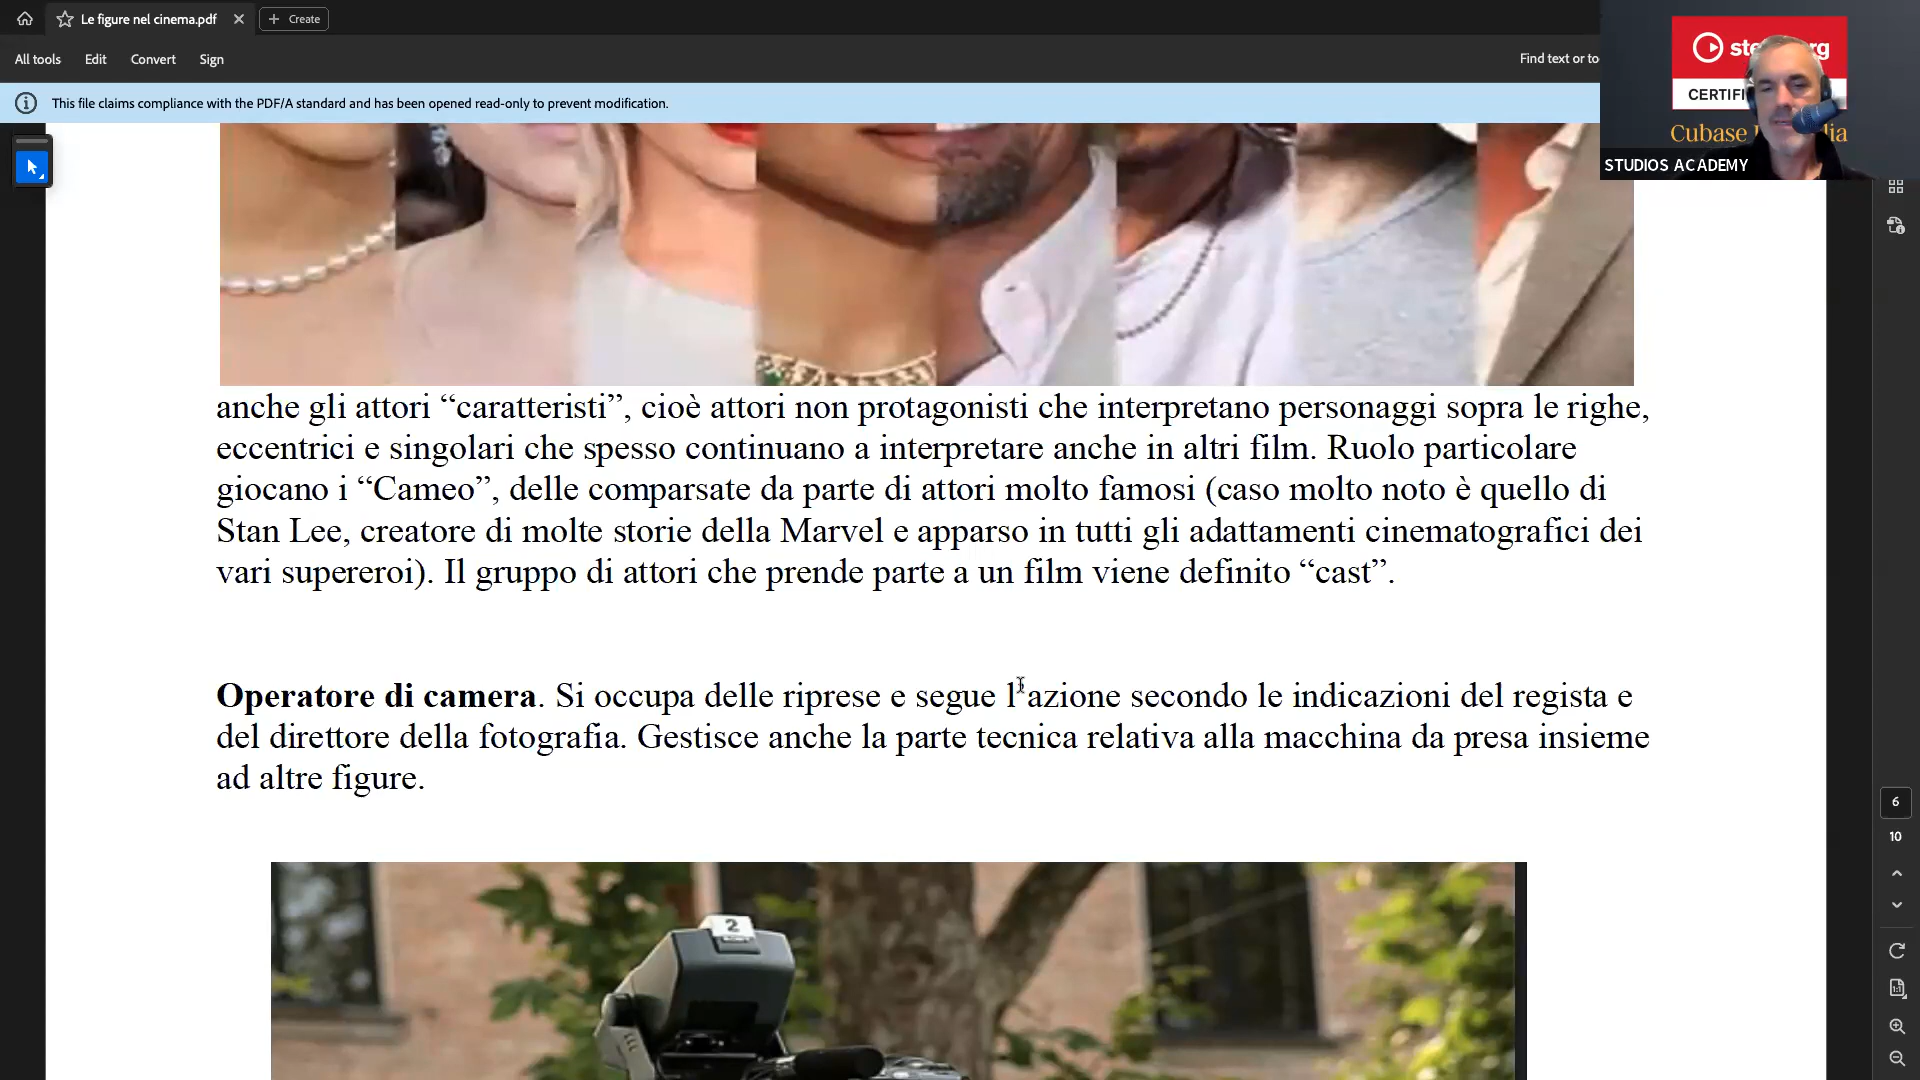 Le figure nel cinema.pdf
Create
All tools
Edit
Convert
Sign
Find text or to
This file claims compliance with the PDF/A standard and has been opened read-only to prevent modification.
CERTIFI
Cubase
STUDIOS ACADEMY
anche gli attori “caratteristi”, cioè attori non protagonisti che interpretano personaggi sopra le righe,
eccentrici e singolari che spesso continuano a interpretare anche in altri film. Ruolo particolare
giocano i “Cameo”, delle comparsate da parte di attori molto famosi (caso molto noto è quello di
Stan Lee, creatore di molte storie della Marvel e apparso in tutti gli adattamenti cinematografici dei
vari supereroi). Il gruppo di attori che prende parte a un film viene definito “cast”.
Operatore di camera. Si occupa delle riprese e segue l’azione secondo le indicazioni del regista e
del direttore della fotografia. Gestisce anche la parte tecnica relativa alla macchina da presa insieme
ad altre figure.
2
SONY
6
10
1:1